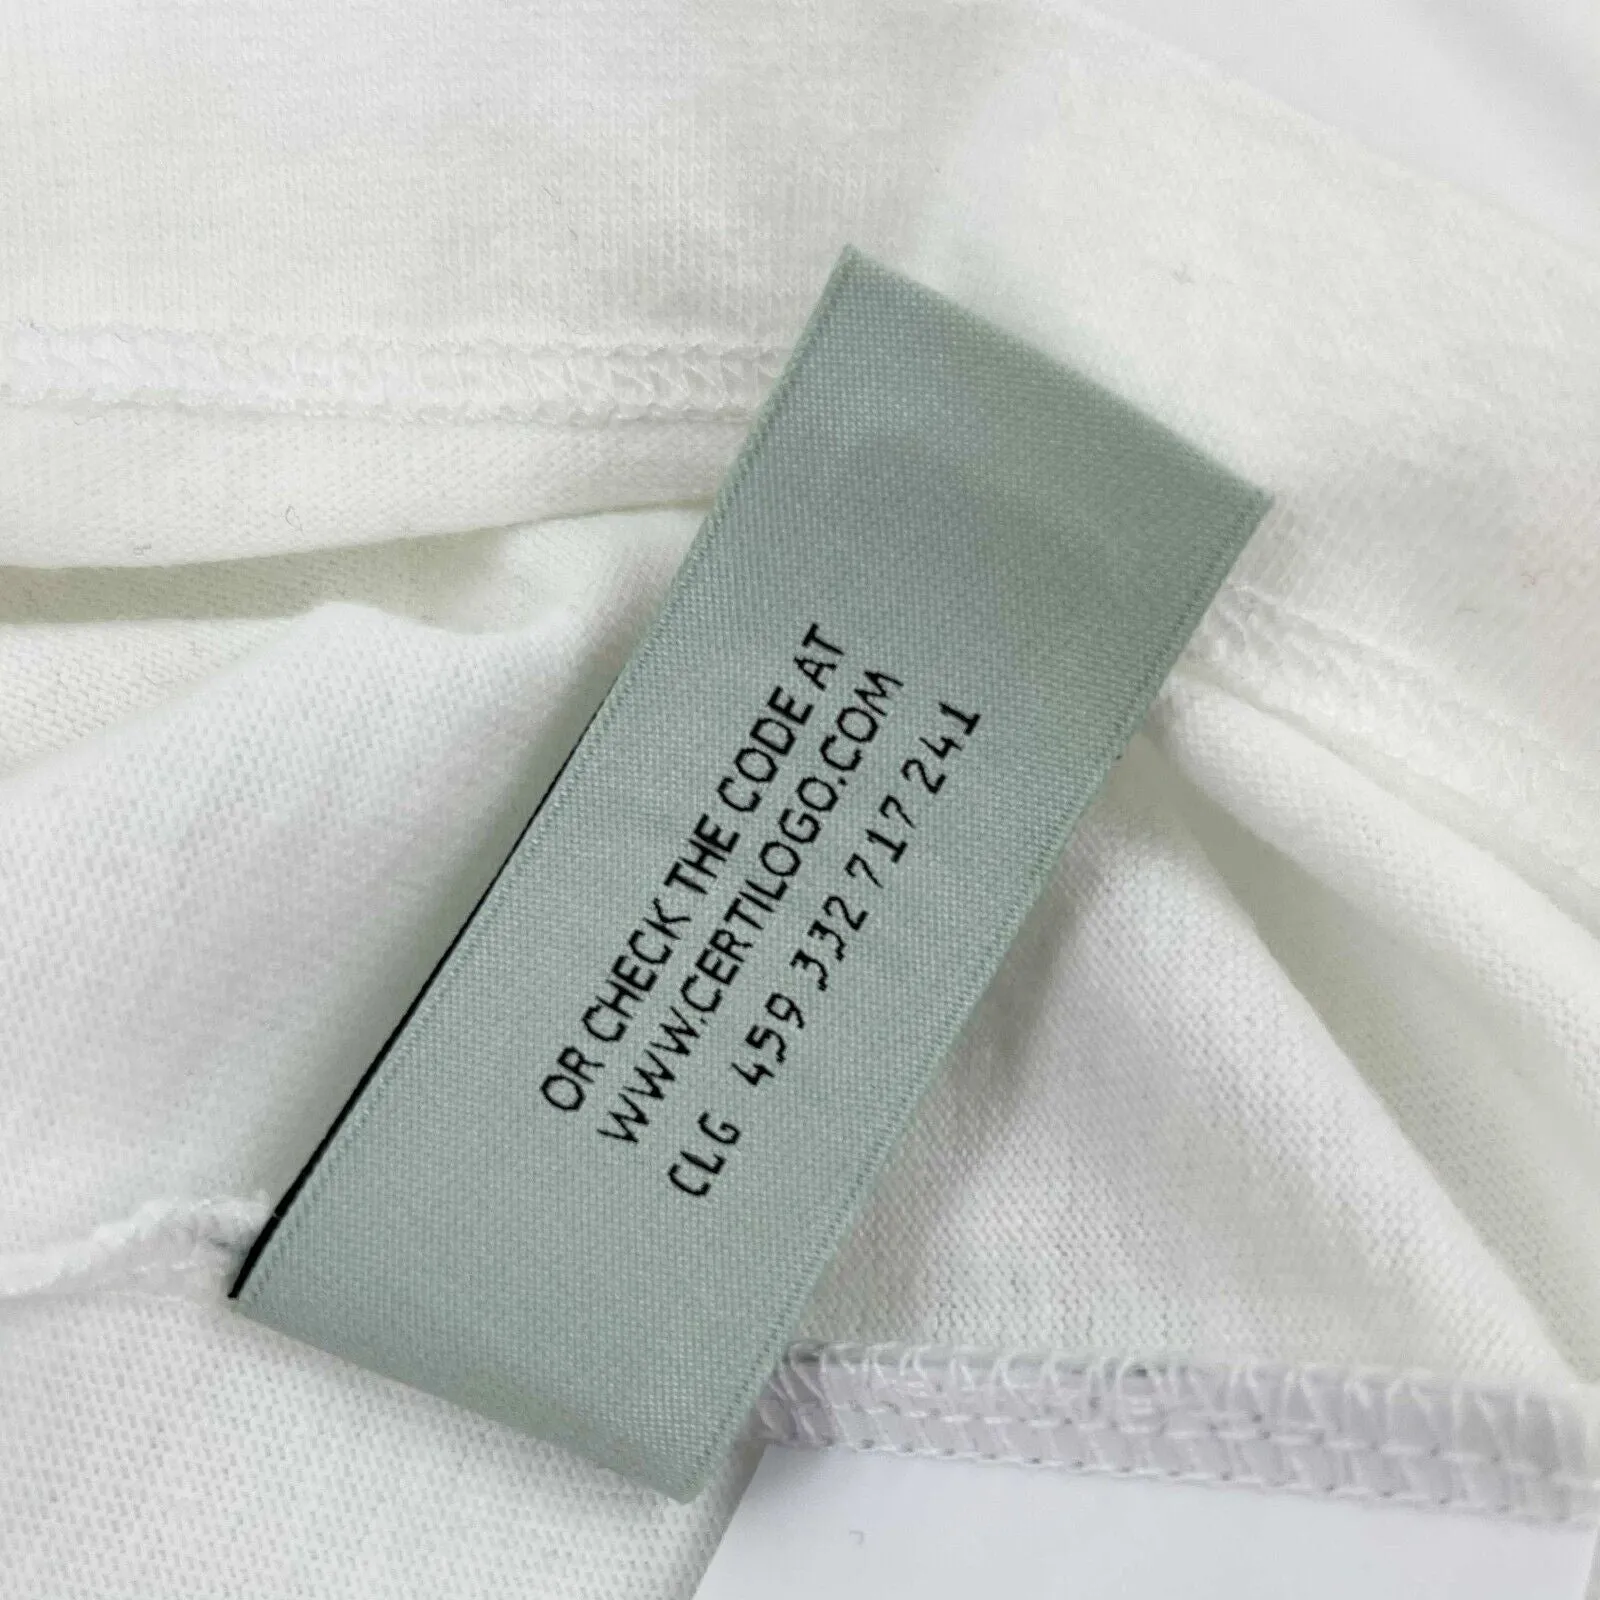 OR CHECK THE CODE AT
WWW.CERTILOGO.COM
CLG 459 332 717 241